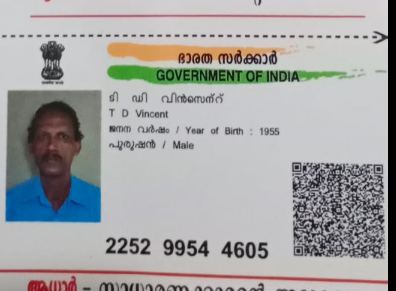 ഭാരത സർക്കാർ
GOVERNMENT OF INDIA
ടി ഡി വിൻസെന്റ്
T D Vincent
ജനന വർഷം / Year of Birth : 1955
പുരുഷൻ / Male
2252 9954 4605
ആധാർ –